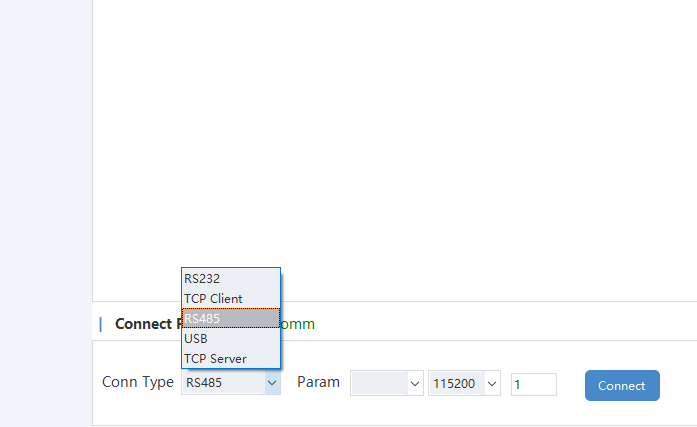 RS232
TCP Client
RS485
USB
TCP Server
Connect
omm
Conn Type RS485 Param 115200 1 Connect